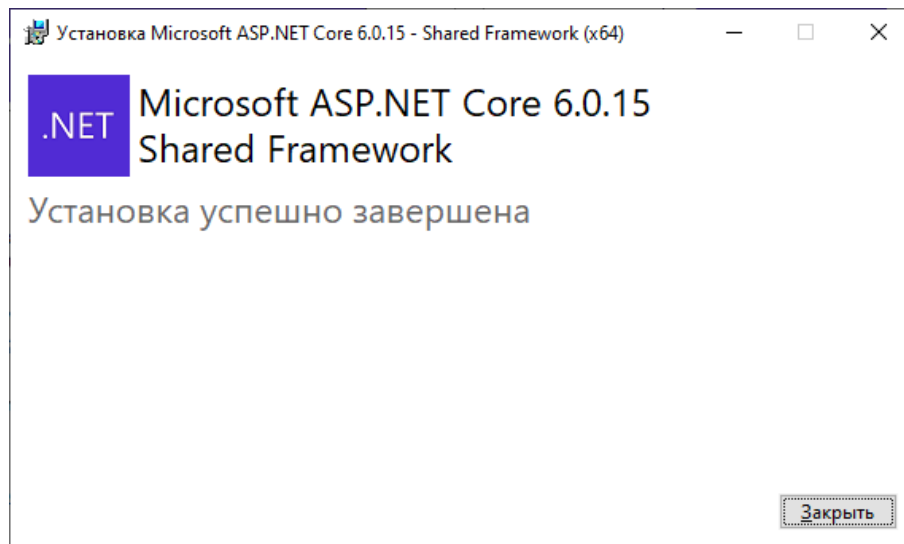 Установка Microsoft ASP.NET Core 6.0.15 - Shared Framework (x64)
.NET
Microsoft ASP.NET Core 6.0.15
Shared Framework
Установка успешно завершена
Закрыть